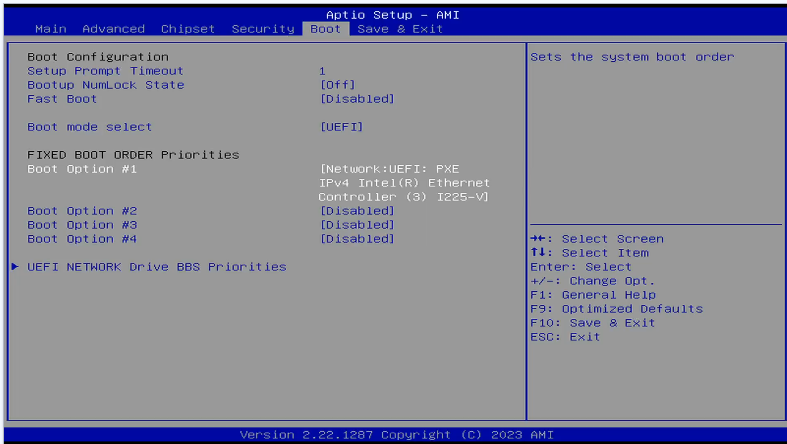 Aptio Setup – AMI
Main Advanced Chipset Security Boot Save & Exit
Boot Configuration
Setup Prompt Timeout 1
Bootup NumLock State [Off]
Fast Boot [Disabled]
Boot mode select [UEFI]
FIXED BOOT ORDER Priorities
Boot Option #1 [Network:UEFI: PXE
IPv4 Intel(R) Ethernet
Controller (3) I225-V]
Boot Option #2 [Disabled]
Boot Option #3 [Disabled]
Boot Option #4 [Disabled]
▶ UEFI NETWORK Drive BBS Priorities
Sets the system boot order
→←: Select Screen
↑↓: Select Item
Enter: Select
+/-: Change Opt.
F1: General Help
F9: Optimized Defaults
F10: Save & Exit
ESC: Exit
Version 2.22.1287 Copyright (C) 2023 AMI